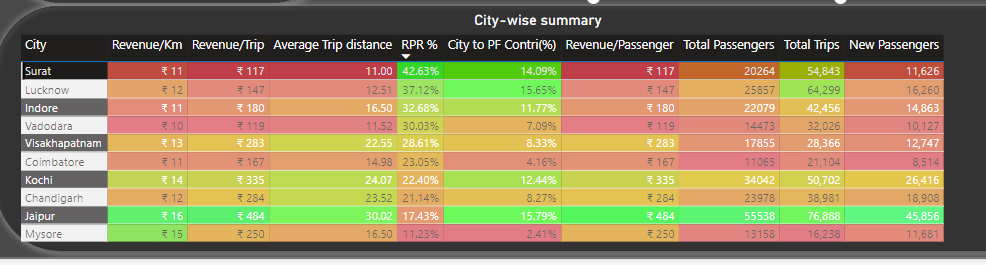 City-wise summary
City Revenue/Km Revenue/Trip Average Trip distance RPR % City to PF Contri(%) Revenue/Passenger Total Passengers Total Trips New Passengers
Surat ₹ 11 ₹ 117 11.00 42.63% 14.09% ₹ 117 20264 54,843 11,626
Lucknow ₹ 12 ₹ 147 12.51 37.12% 15.65% ₹ 147 25857 64,299 16,260
Indore ₹ 11 ₹ 180 16.50 32.68% 11.77% ₹ 180 22079 42,456 14,863
Vadodara ₹ 10 ₹ 119 11.52 30.03% 7.09% ₹ 119 14473 32,026 10,127
Visakhapatnam ₹ 13 ₹ 283 22.55 28.61% 8.33% ₹ 283 17855 28,366 12,747
Coimbatore ₹ 11 ₹ 167 14.98 23.05% 4.16% ₹ 167 11065 21,104 8,514
Kochi ₹ 14 ₹ 335 24.07 22.40% 12.44% ₹ 335 34042 50,702 26,416
Chandigarh ₹ 12 ₹ 284 23.52 21.14% 8.27% ₹ 284 23978 38,981 18,908
Jaipur ₹ 16 ₹ 484 30.02 17.43% 15.79% ₹ 484 55538 76,888 45,856
Mysore ₹ 15 ₹ 250 16.50 11.23% 2.41% ₹ 250 13158 16,238 11,681